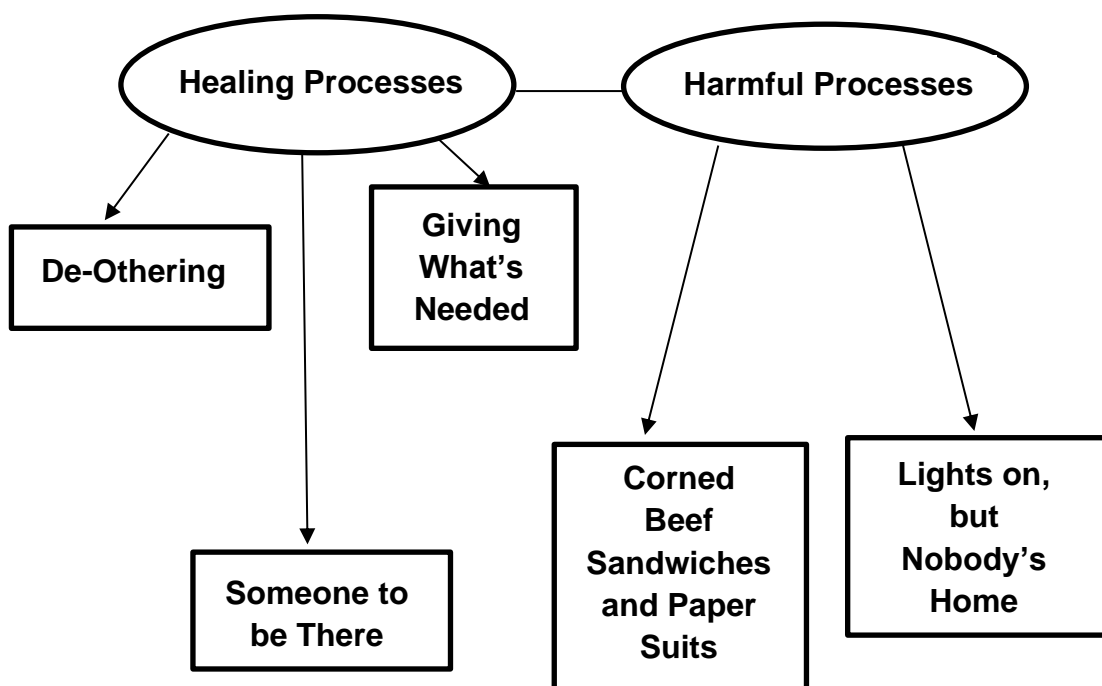 Healing Processes
Harmful Processes
De-Othering
Giving
What’s
Needed
Someone to
be There
Corned
Beef
Sandwiches
and Paper
Suits
Lights on,
but
Nobody’s
Home